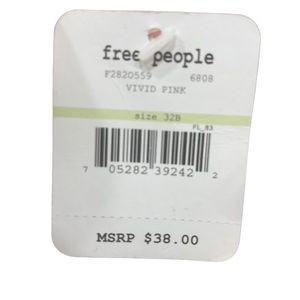 free people
F2820559 6808
VIVID PINK
size 32B
FL_83
7 05282 39242 2
MSRP $38.00